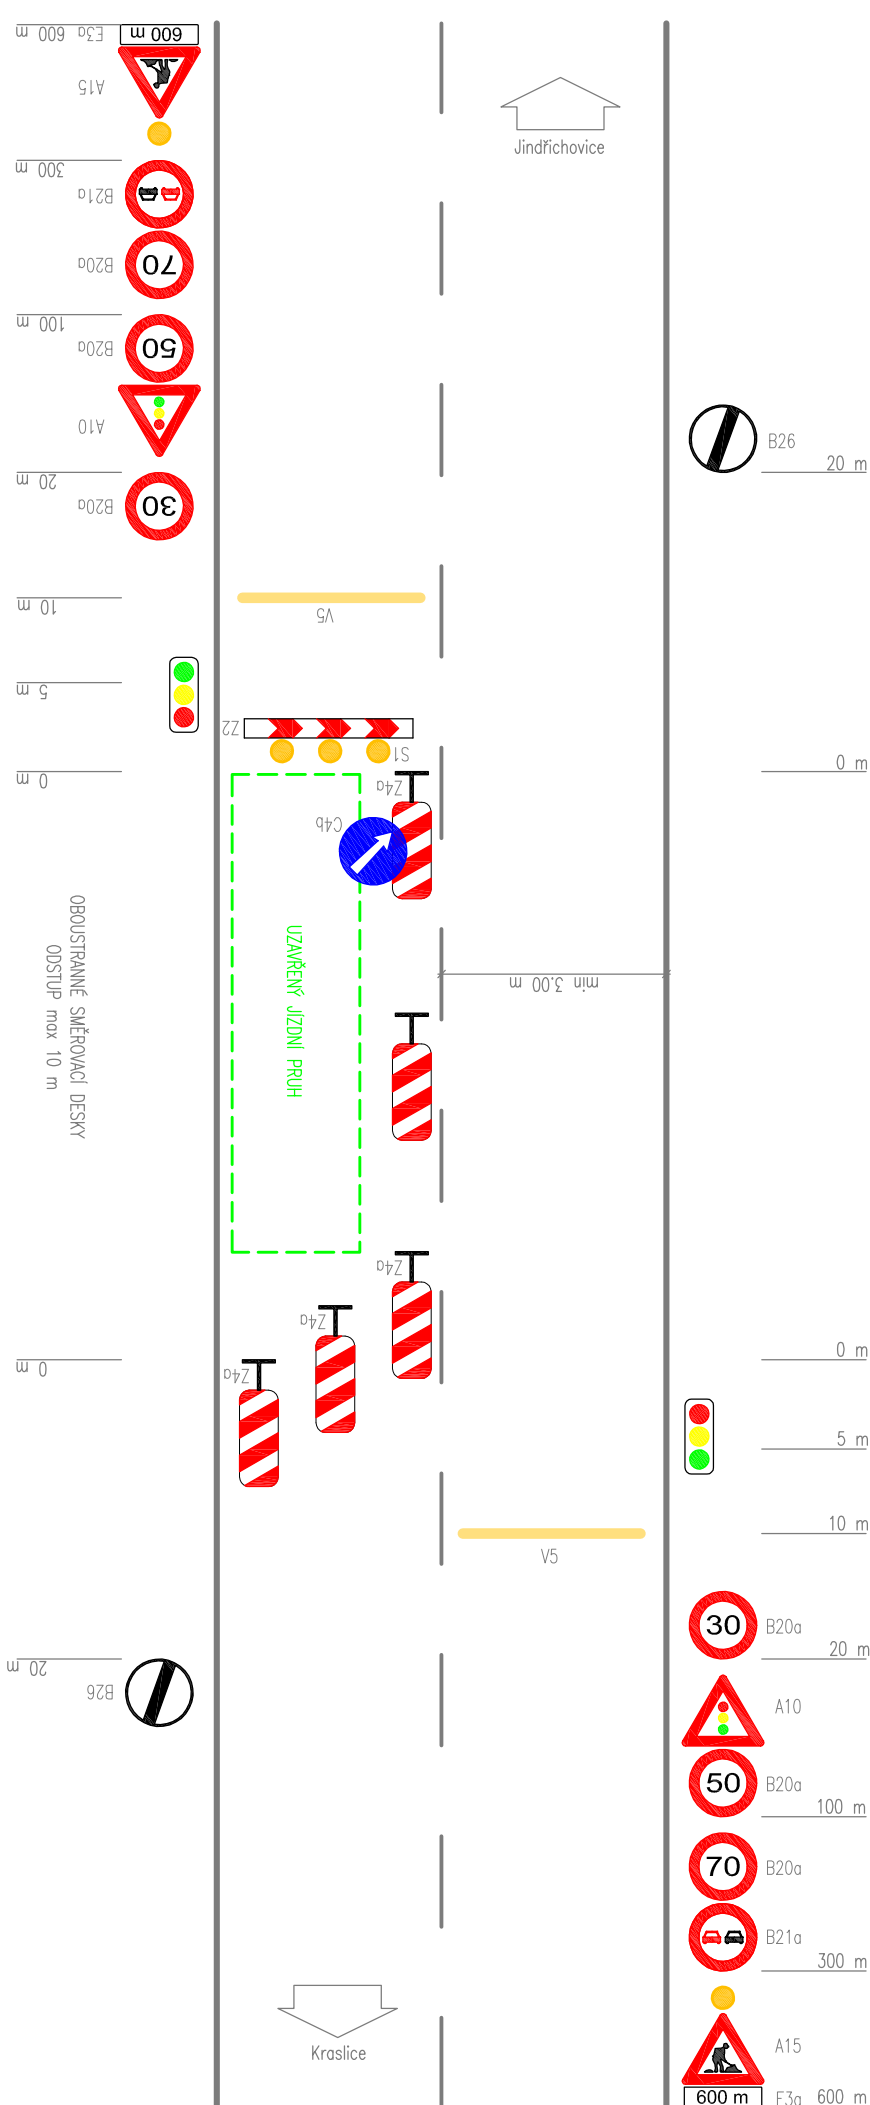 600 m
E3a
600 m
A15
Jindřichovice
300 m
B21a
70
B20a
100 m
50
B20a
A10
B26
20 m
20 m
30
B20a
10 m
V5
5 m
Z2
S1
0 m
0 m
Z4a
C4b
OBOUSTRANNÉ SMĚROVACÍ DESKY
ODSTUP max 10 m
UZAVŘENÝ JÍZDNÍ PRUH
min 3.00 m
Z4a
Z4a
0 m
Z4a
0 m
5 m
10 m
V5
30
B20a
20 m
20 m
B26
A10
50
B20a
100 m
70
B20a
B21a
300 m
Kraslice
A15
600 m
E3a
600 m